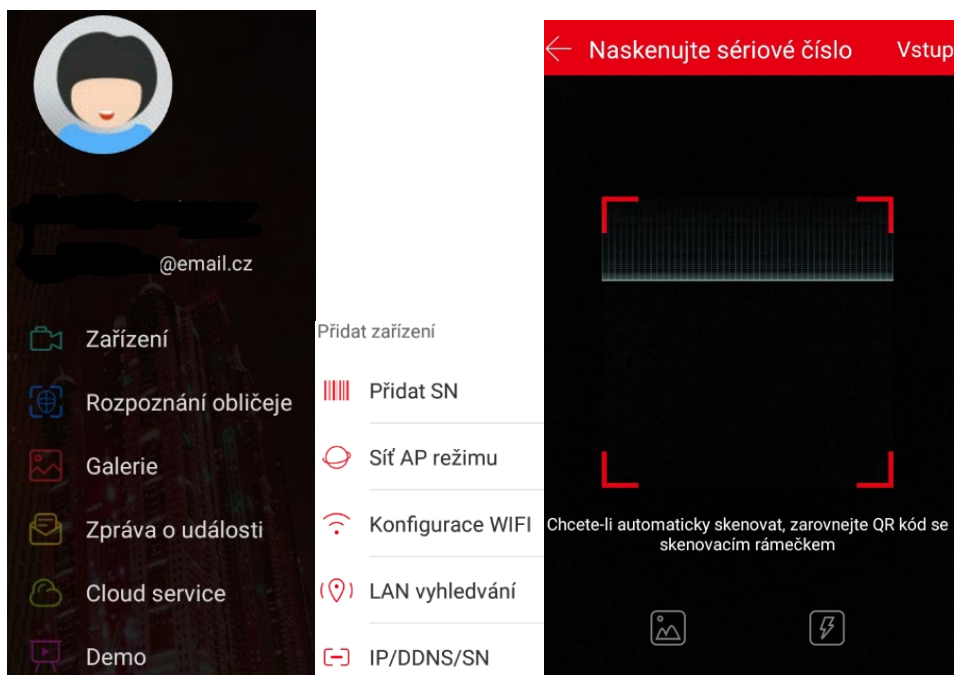 @email.cz
Zařízení
Rozpoznání obličeje
Galerie
Zpráva o události
Cloud service
Demo
Přidat zařízení
Přidat SN
Síť AP režimu
Konfigurace WIFI
LAN vyhledvání
IP/DDNS/SN
Naskenujte sériové číslo
Vstup
Chcete-li automaticky skenovat, zarovnejte QR kód se
skenovacím rámečkem